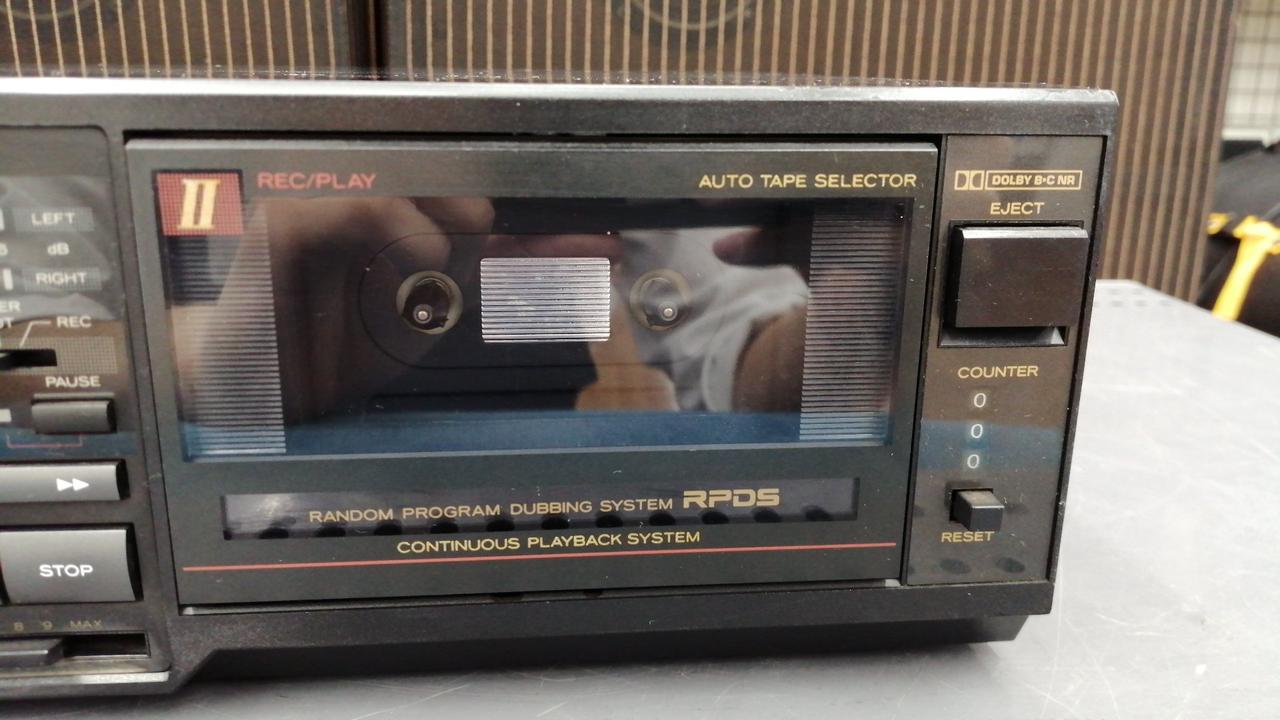 LEFT
dB
RIGHT
REC
PAUSE
STOP
8 9 MAX
II
REC/PLAY
AUTO TAPE SELECTOR
RANDOM PROGRAM DUBBING SYSTEM RPDS
CONTINUOUS PLAYBACK SYSTEM
DOLBY B•C NR
EJECT
COUNTER
0
0
0
RESET